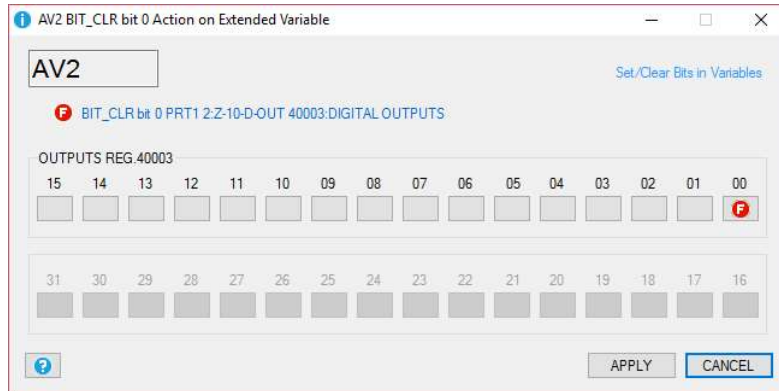 AV2 BIT_CLR bit 0 Action on Extended Variable
AV2
Set/Clear Bits in Variables
F BIT_CLR bit 0 PRT1 2:Z-10-D-OUT 40003:DIGITAL OUTPUTS
OUTPUTS REG.40003
15 14 13 12 11 10 09 08 07 06 05 04 03 02 01 00
F
31 30 29 28 27 26 25 24 23 22 21 20 19 18 17 16
? APPLY CANCEL